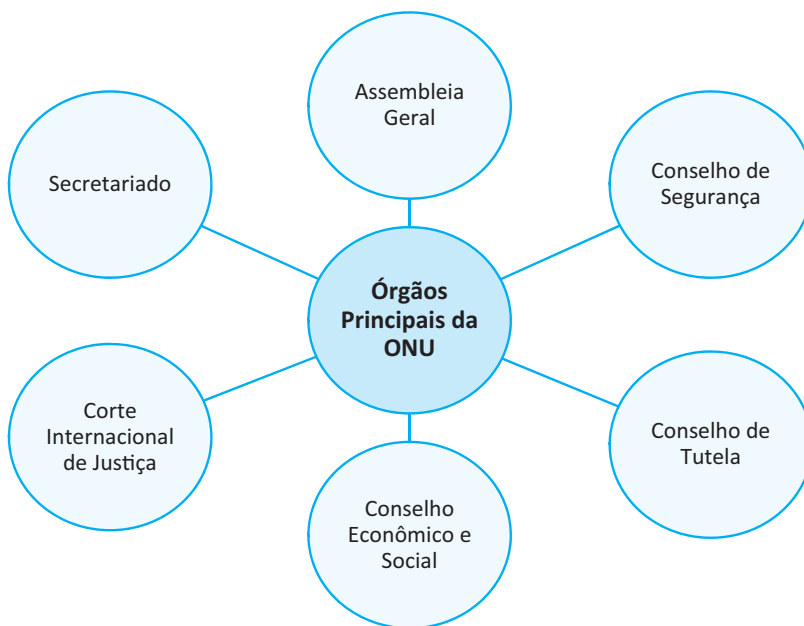 Assembleia
Geral
Secretariado
Conselho de
Segurança
Órgãos
Principais da
ONU
Corte
Internacional
de Justiça
Conselho de
Tutela
Conselho
Econômico e
Social